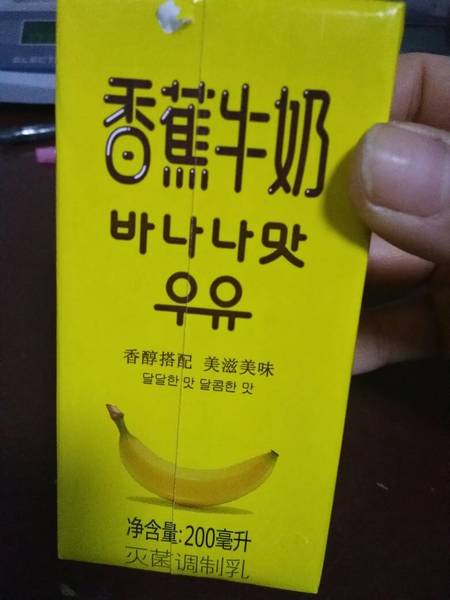 ELECT
香蕉牛奶
바나나맛
우유
香醇搭配 美滋美味
달달한 맛 달콤한 맛
净含量:200毫升
灭菌调制乳